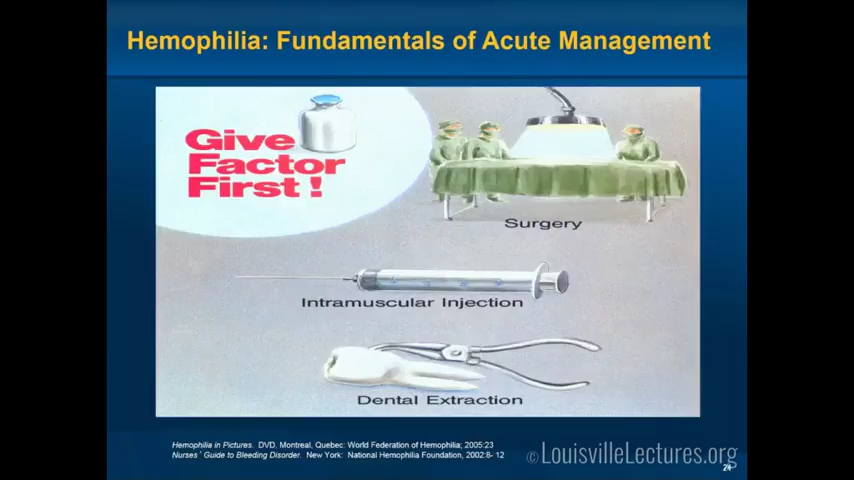 Hemophilia: Fundamentals of Acute Management
Give
Factor
First !
Surgery
Intramuscular Injection
Dental Extraction
Hemophilia in Pictures. DVD. Montreal, Quebec: World Federation of Hemophilia; 2005:23
Nurses´ Guide to Bleeding Disorder. New York: National Hemophilia Foundation, 2002:8- 12
© LouisvilleLectures.org
24